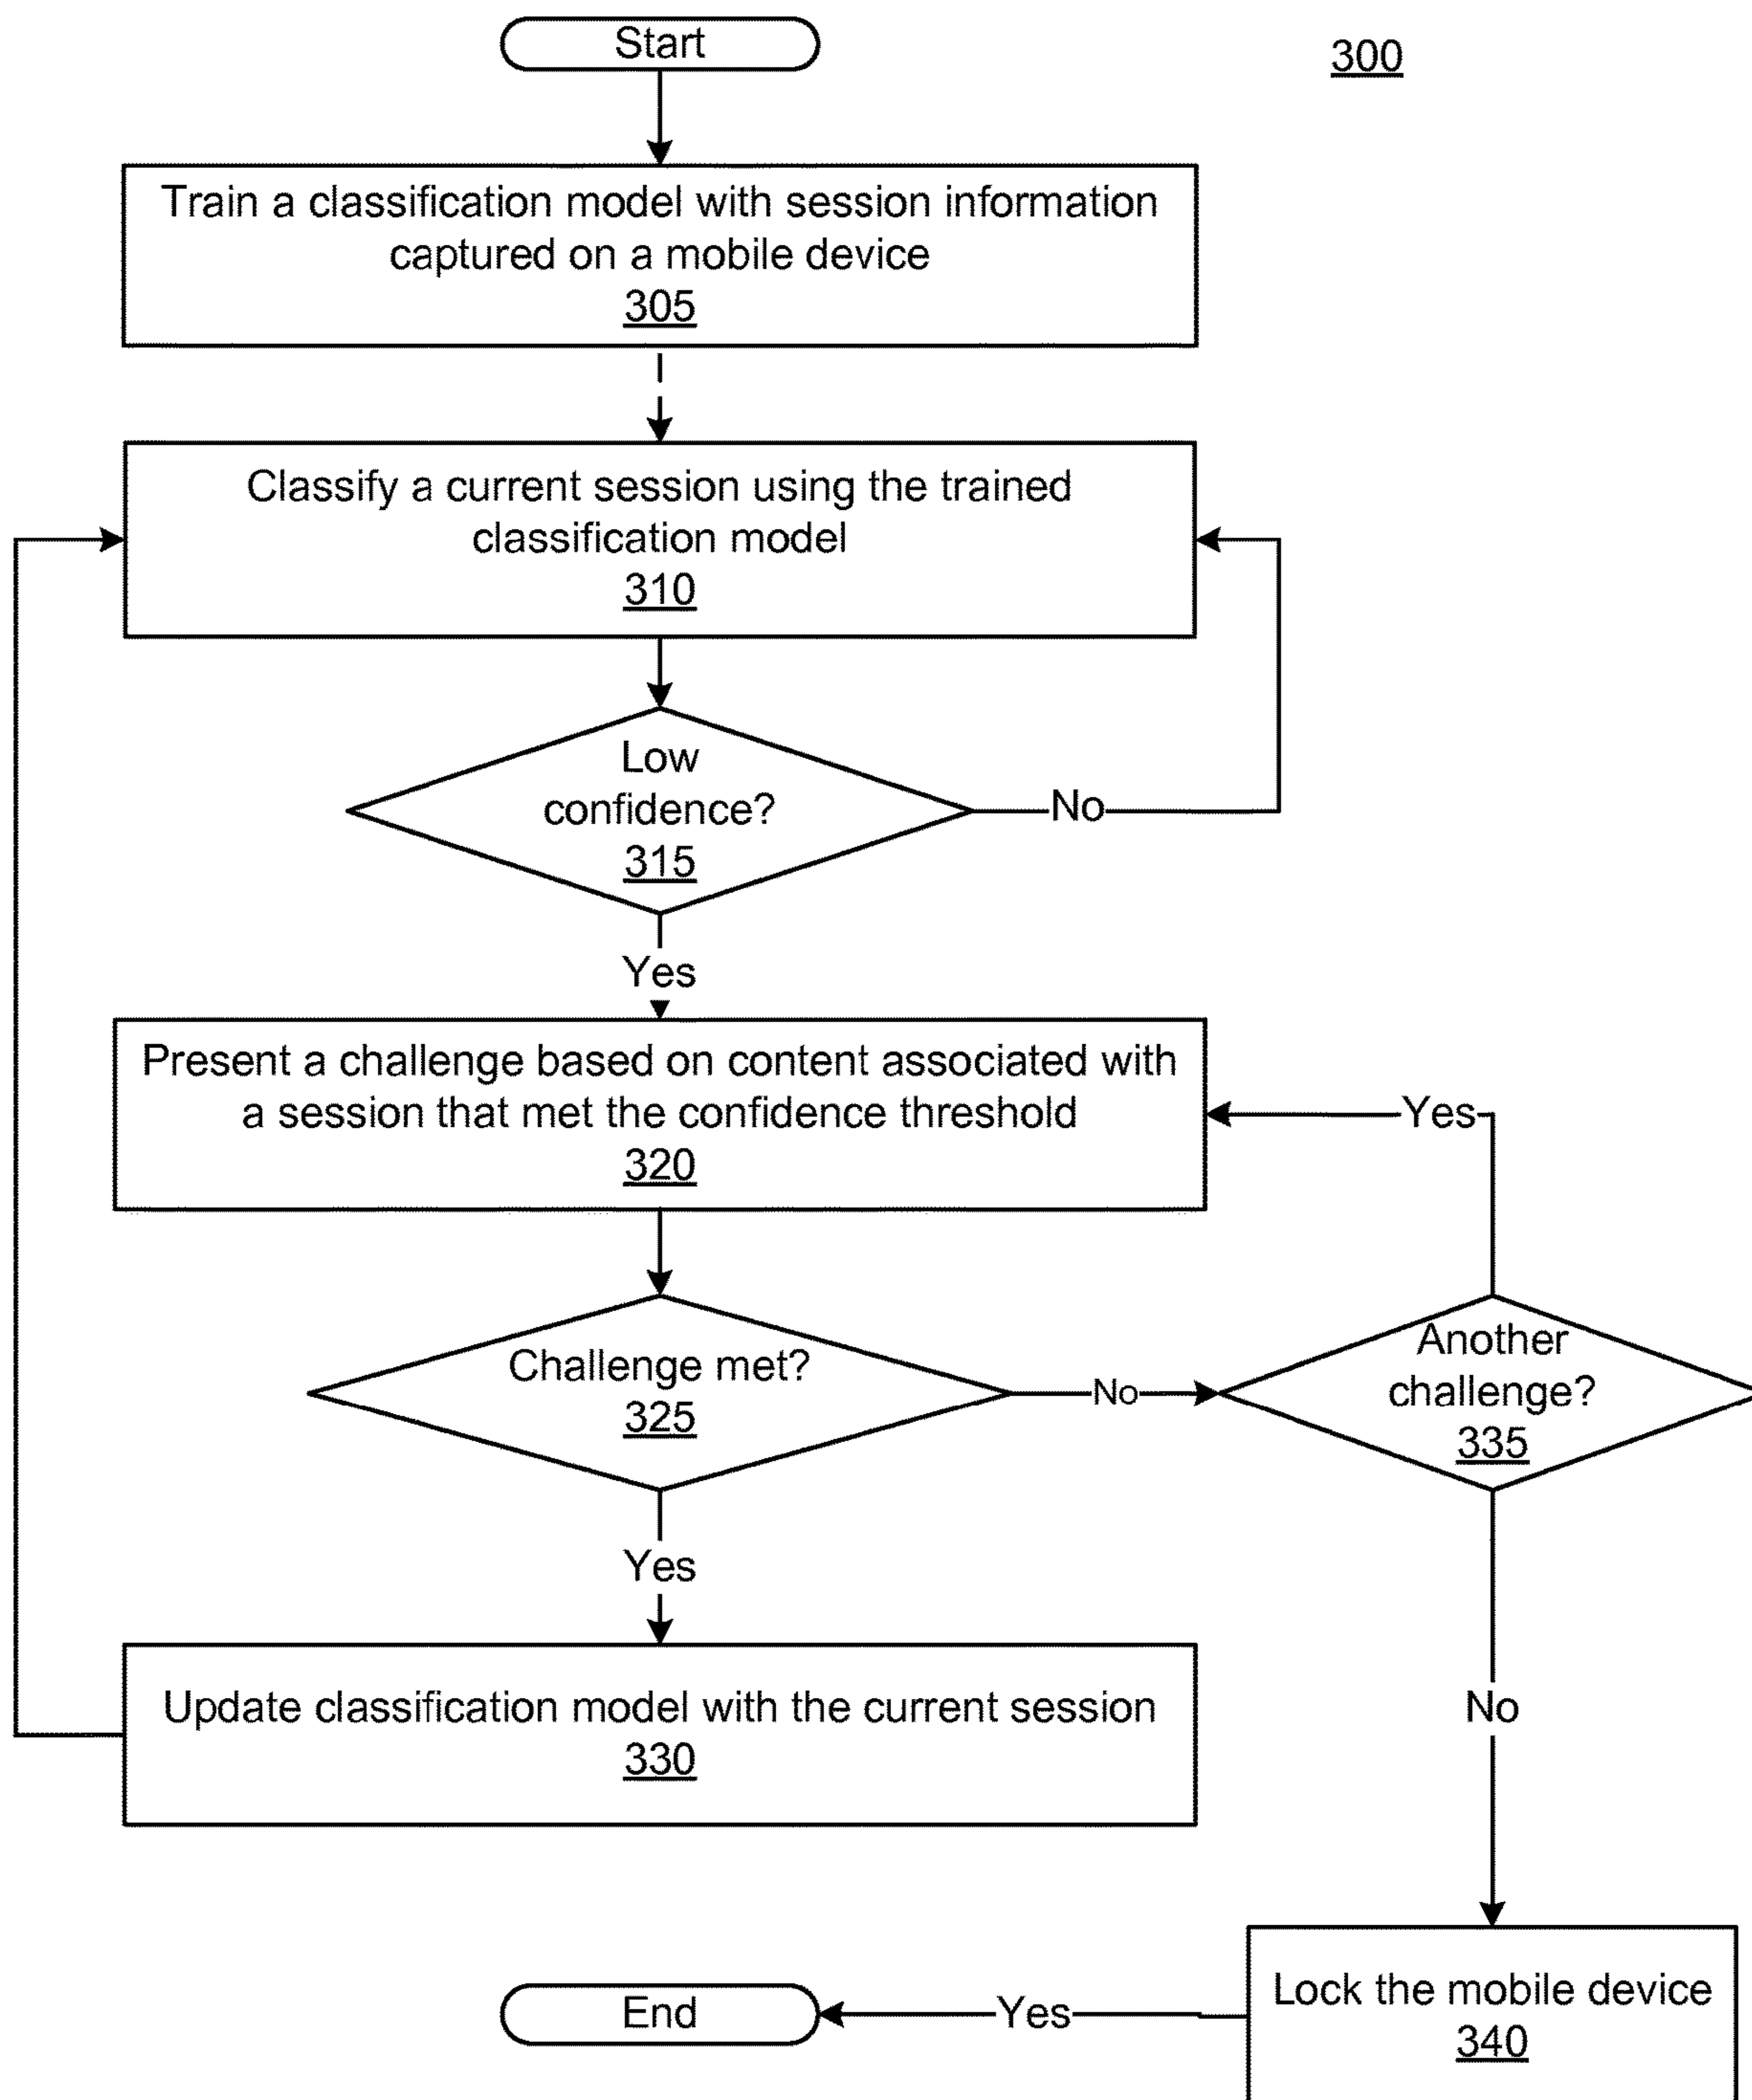 Start
300
Train a classification model with session information
captured on a mobile device
305
Classify a current session using the trained
classification model
310
Low
confidence?
315
No
Yes
Present a challenge based on content associated with
a session that met the confidence threshold
320
Yes
Challenge met?
325
No
Another
challenge?
335
Yes
Update classification model with the current session
330
No
Lock the mobile device
340
Yes
End